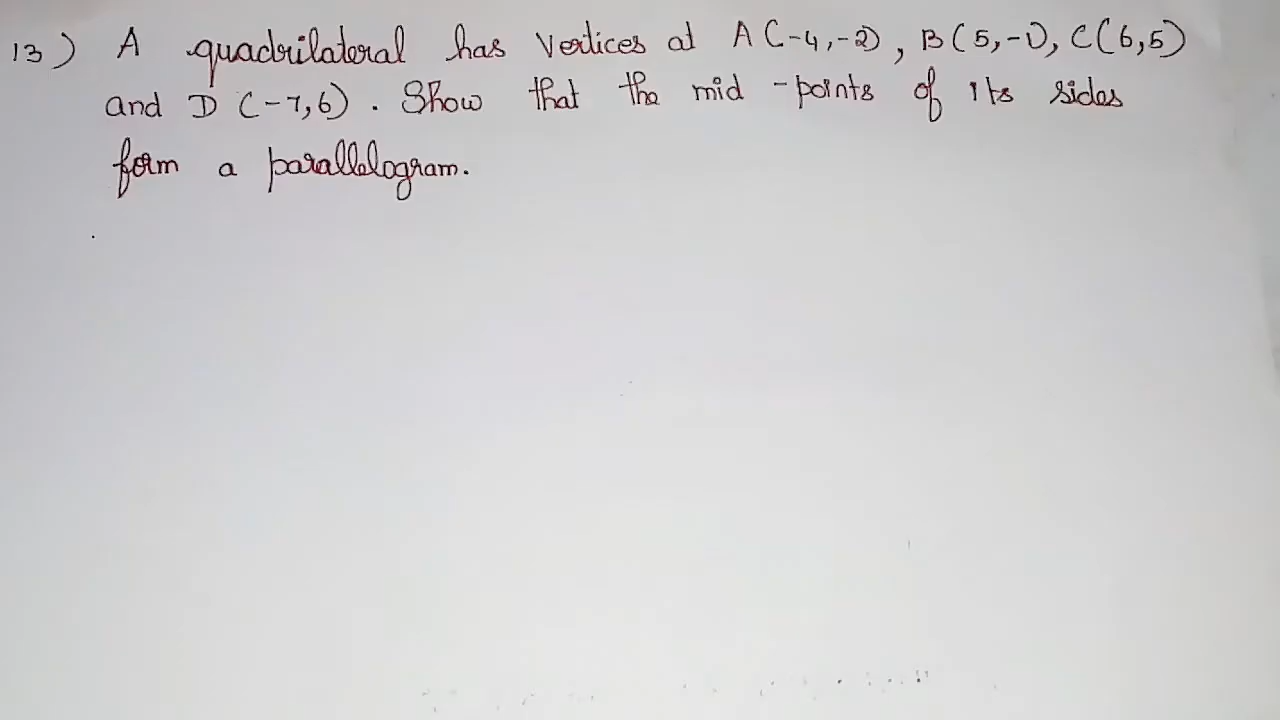 13) A quadrilateral has Vertices at A(-4,-2), B(5,-1), C(6,5)
and D (-7,6). Show that the mid-points of its sides
form a parallelogram.